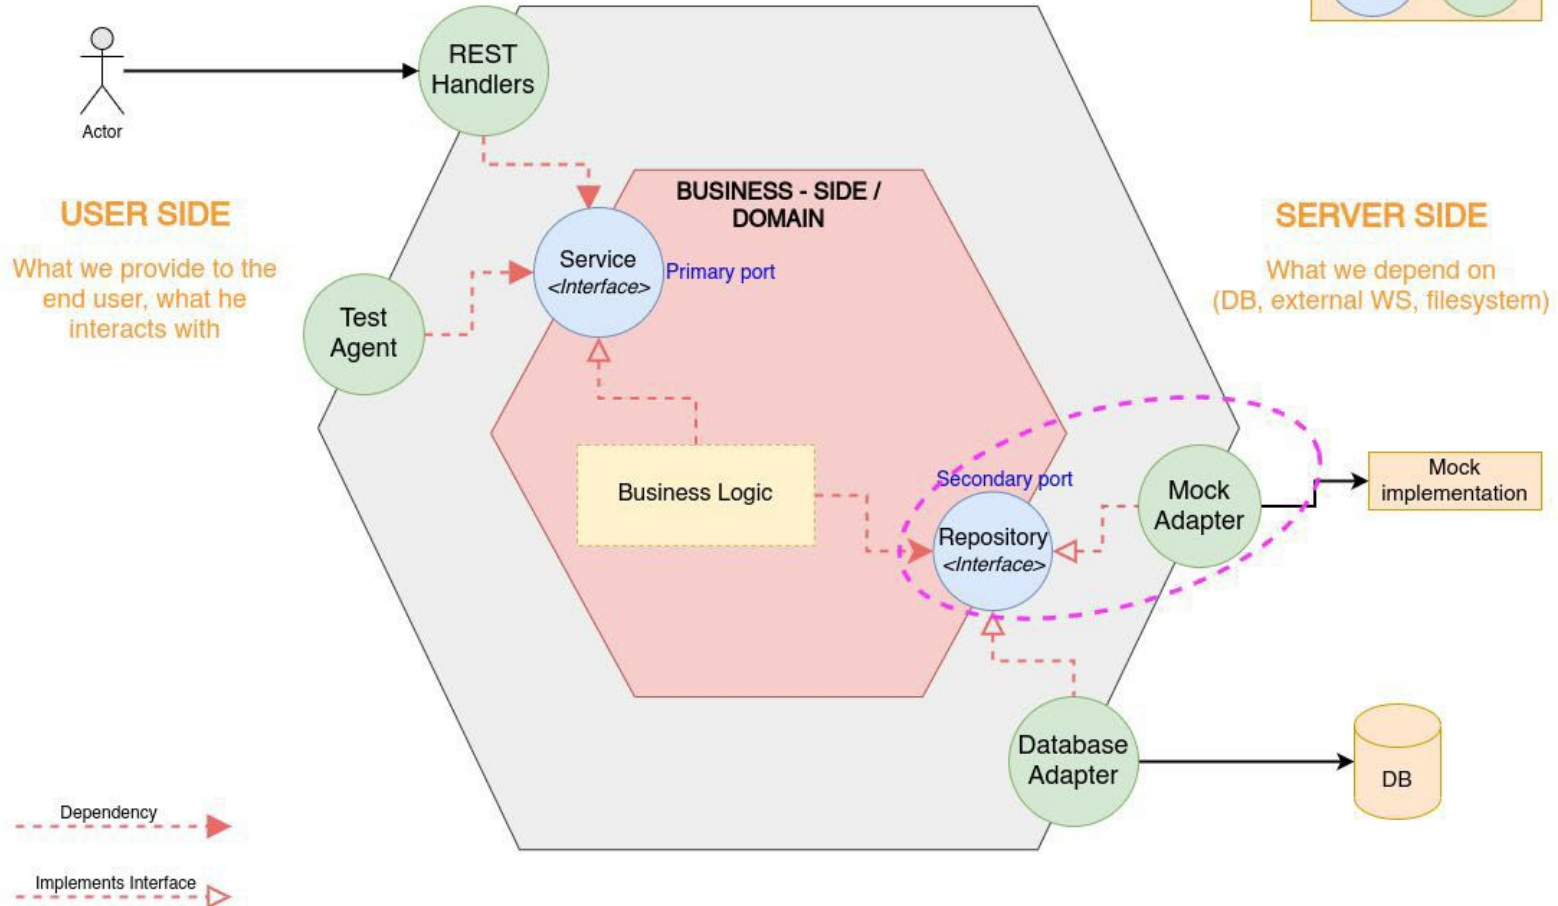 REST
Handlers
Actor
USER SIDE
What we provide to the
end user, what he
interacts with
BUSINESS - SIDE /
DOMAIN
Service
<Interface>
Primary port
Test
Agent
SERVER SIDE
What we depend on
(DB, external WS, filesystem)
Business Logic
Secondary port
Repository
<Interface>
Mock
Adapter
Mock
implementation
Database
Adapter
DB
Dependency
Implements Interface